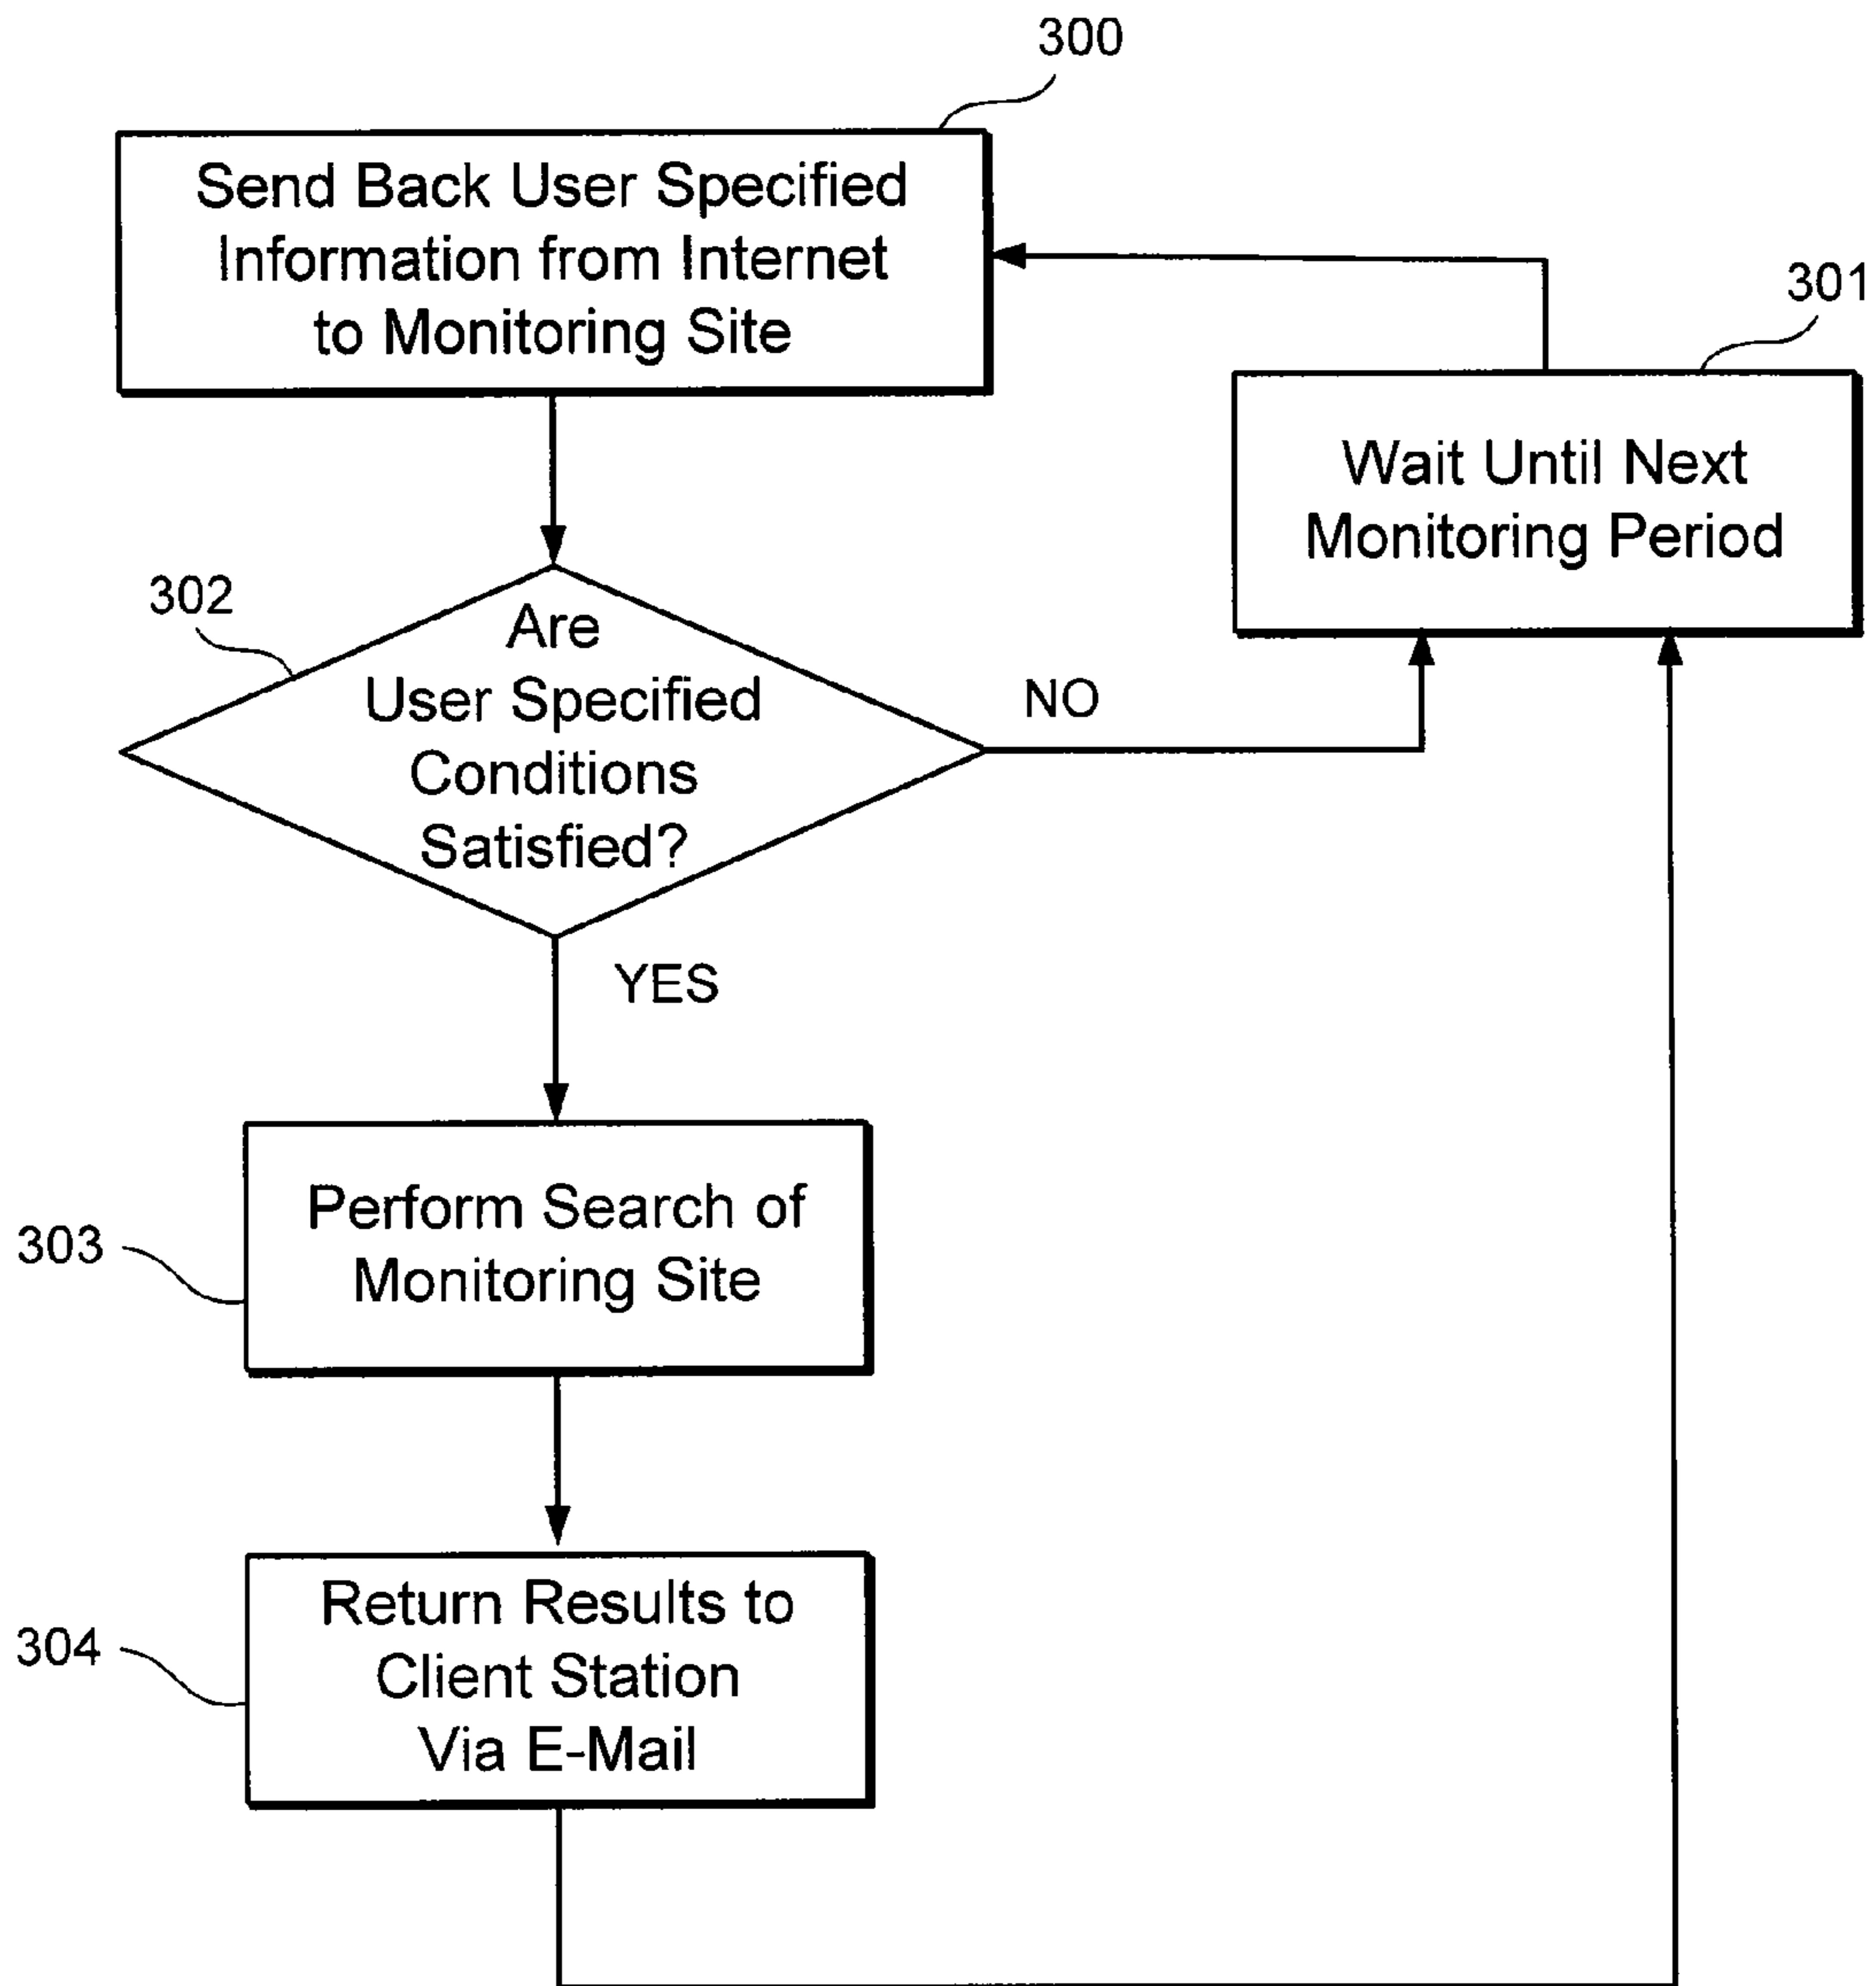 300
Send Back User Specified
Information from Internet
to Monitoring Site
301
Wait Until Next
Monitoring Period
302
Are
User Specified
Conditions
Satisfied?
NO
YES
303
Perform Search of
Monitoring Site
304
Return Results to
Client Station
Via E-Mail